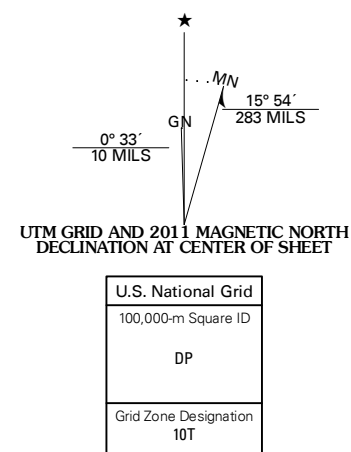 ★
MN
15° 54´
283 MILS
GN
0° 33´
10 MILS
UTM GRID AND 2011 MAGNETIC NORTH
DECLINATION AT CENTER OF SHEET
U.S. National Grid
100,000-m Square ID
DP
Grid Zone Designation
10T